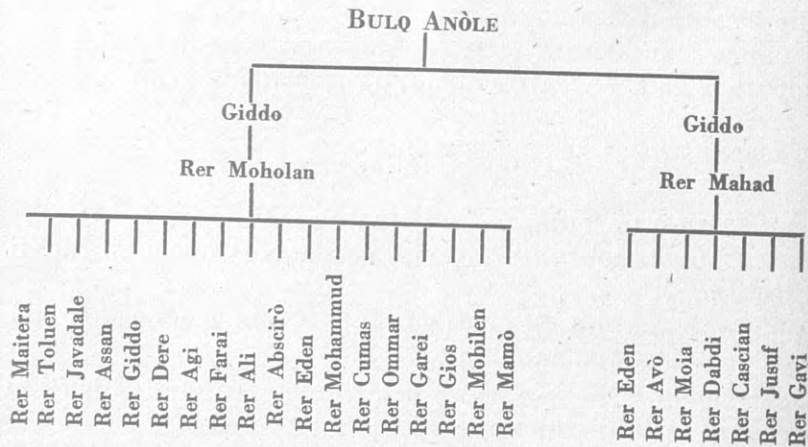 BULQ ANÒLE
Giddo
Giddo
Rer Moholan
Rer Mahad
Rer Maitera
Rer Toluen
Rer Javadale
Rer Assan
Rer Giddo
Rer Dere
Rer Agi
Rer Farai
Rer Ali
Rer Abscirò
Rer Eden
Rer Mohammud
Rer Cumas
Rer Ommar
Rer Garei
Rer Gios
Rer Mobilen
Rer Mamò
Rer Eden
Rer Avo
Rer Moia
Rer Dabdi
Rer Cascian
Rer Jusuf
Rer Gavi